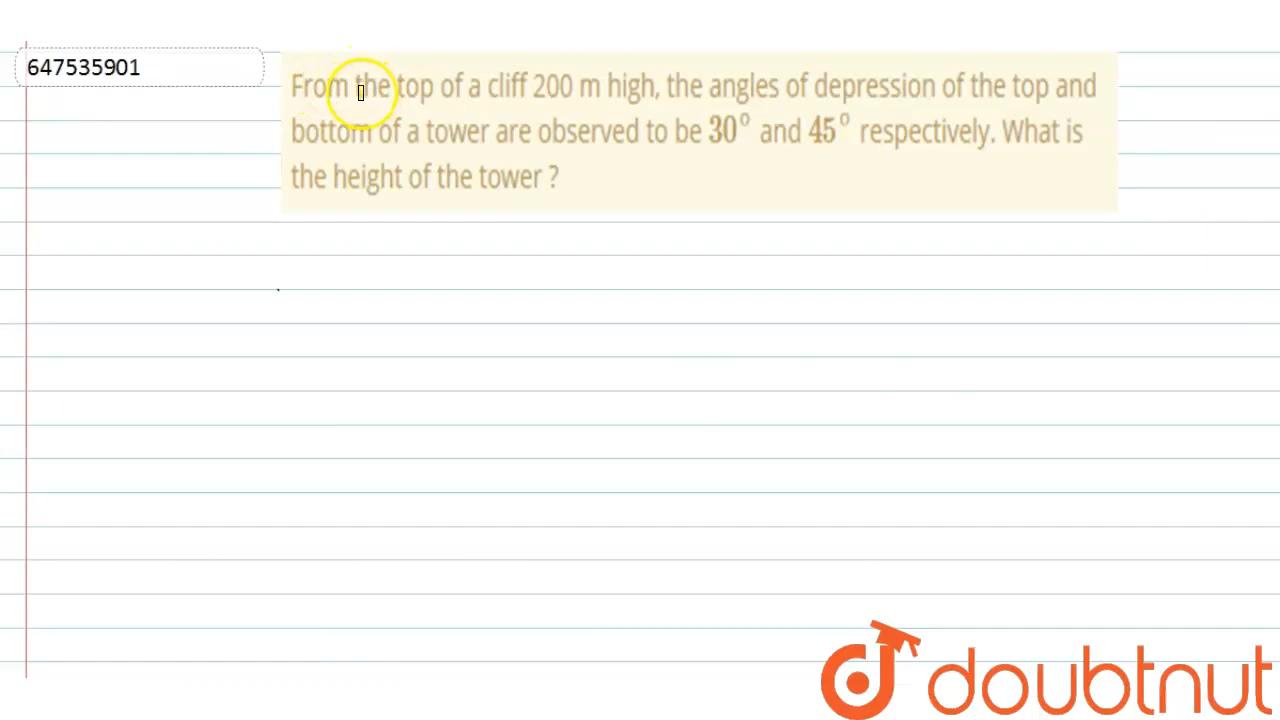 647535901
From the top of a cliff 200 m high, the angles of depression of the top and
bottom of a tower are observed to be 30° and 45° respectively. What is
the height of the tower ?
doubtnut